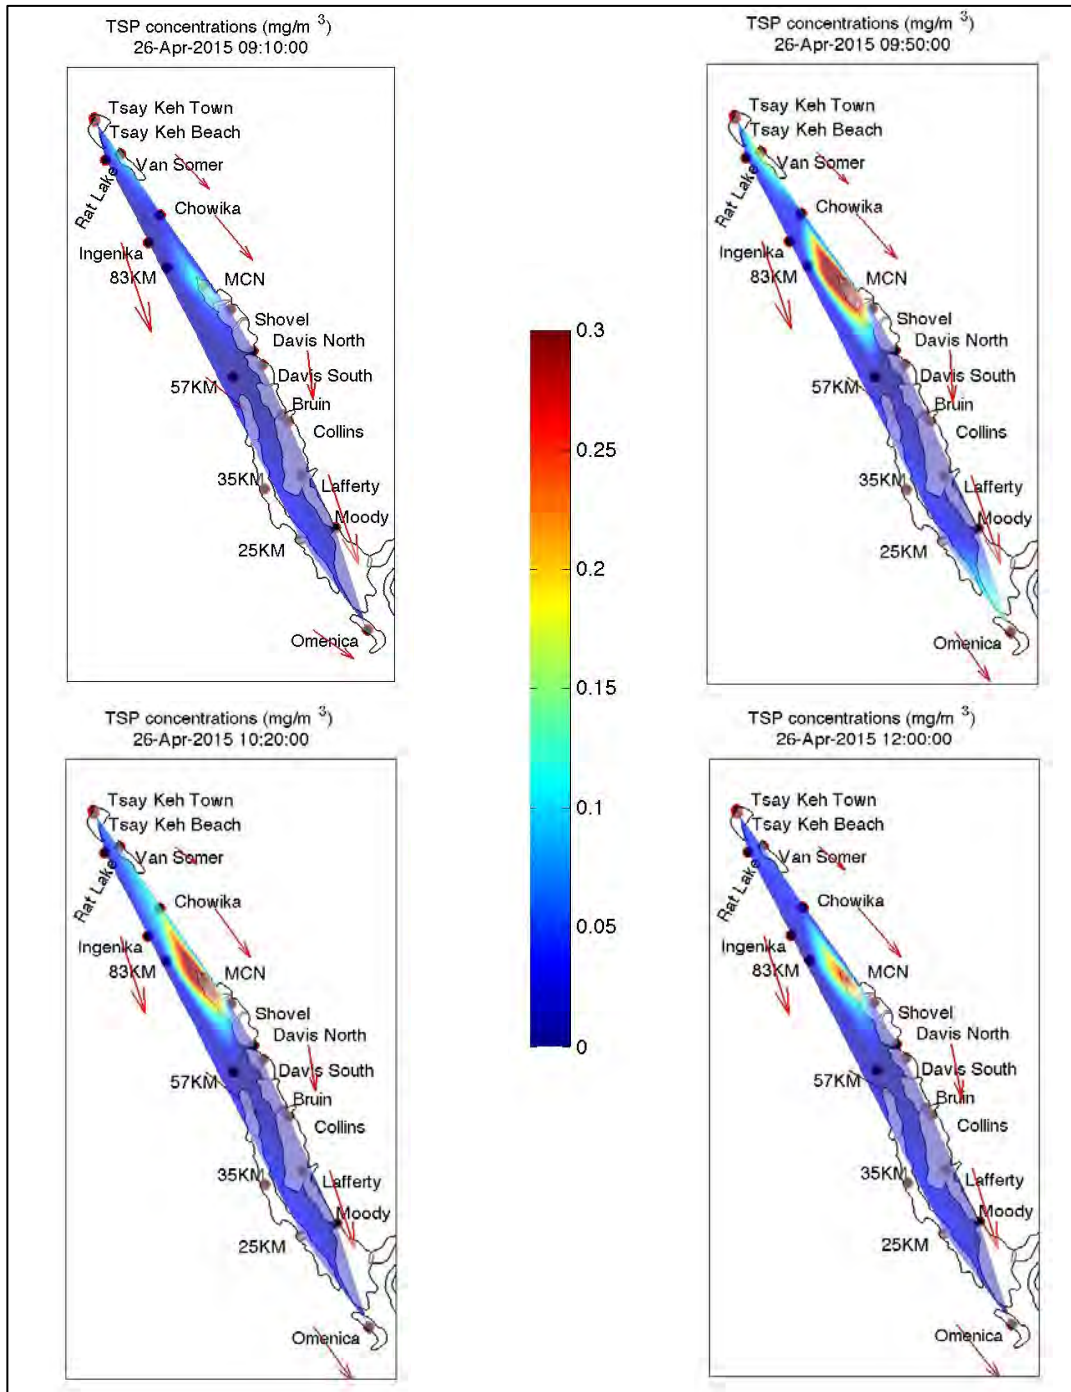 TSP concentrations (mg/m 3)
26-Apr-2015 09:10:00
Tsay Keh Town
Tsay Keh Beach
Van Somer
Rat Lake
Chowika
Ingenika
83KM
MCN
Shovel
Davis North
57KM
Davis South
Bruin
Collins
35KM
Lafferty
Moody
25KM
Omenica
TSP concentrations (mg/m 3)
26-Apr-2015 09:50:00
Tsay Keh Town
Tsay Keh Beach
Van Somer
Rat Lake
Chowika
Ingenika
83KM
MCN
Shovel
Davis North
57KM
Davis South
Bruin
Collins
35KM
Lafferty
Moody
25KM
Omenica
0.3
0.25
0.2
0.15
0.1
0.05
0
TSP concentrations (mg/m 3)
26-Apr-2015 10:20:00
Tsay Keh Town
Tsay Keh Beach
Van Somer
Rat Lake
Chowika
Ingenika
83KM
MCN
Shovel
Davis North
57KM
Davis South
Bruin
Collins
35KM
Lafferty
Moody
25KM
Omenica
TSP concentrations (mg/m 3)
26-Apr-2015 12:00:00
Tsay Keh Town
Tsay Keh Beach
Van Somer
Rat Lake
Chowika
Ingenika
83KM
MCN
Shovel
Davis North
57KM
Davis South
Bruin
Collins
35KM
Lafferty
Moody
25KM
Omenica